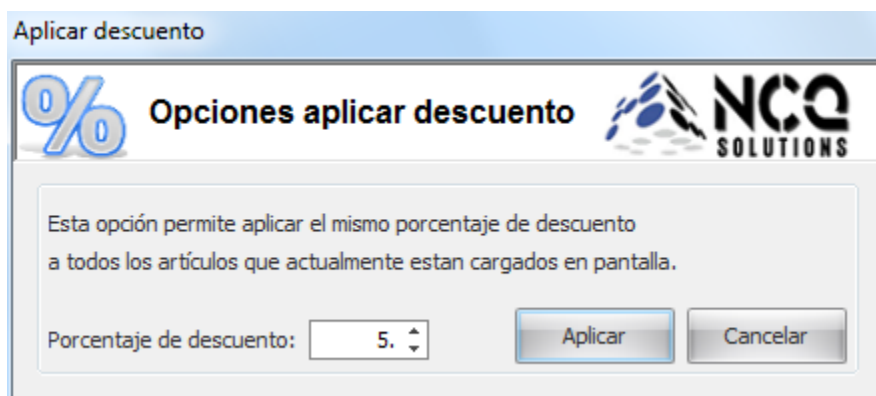 Aplicar descuento
%
Opciones aplicar descuento
NCQ
SOLUTIONS
Esta opción permite aplicar el mismo porcentaje de descuento
a todos los artículos que actualmente estan cargados en pantalla.
Porcentaje de descuento: 5. Aplicar Cancelar